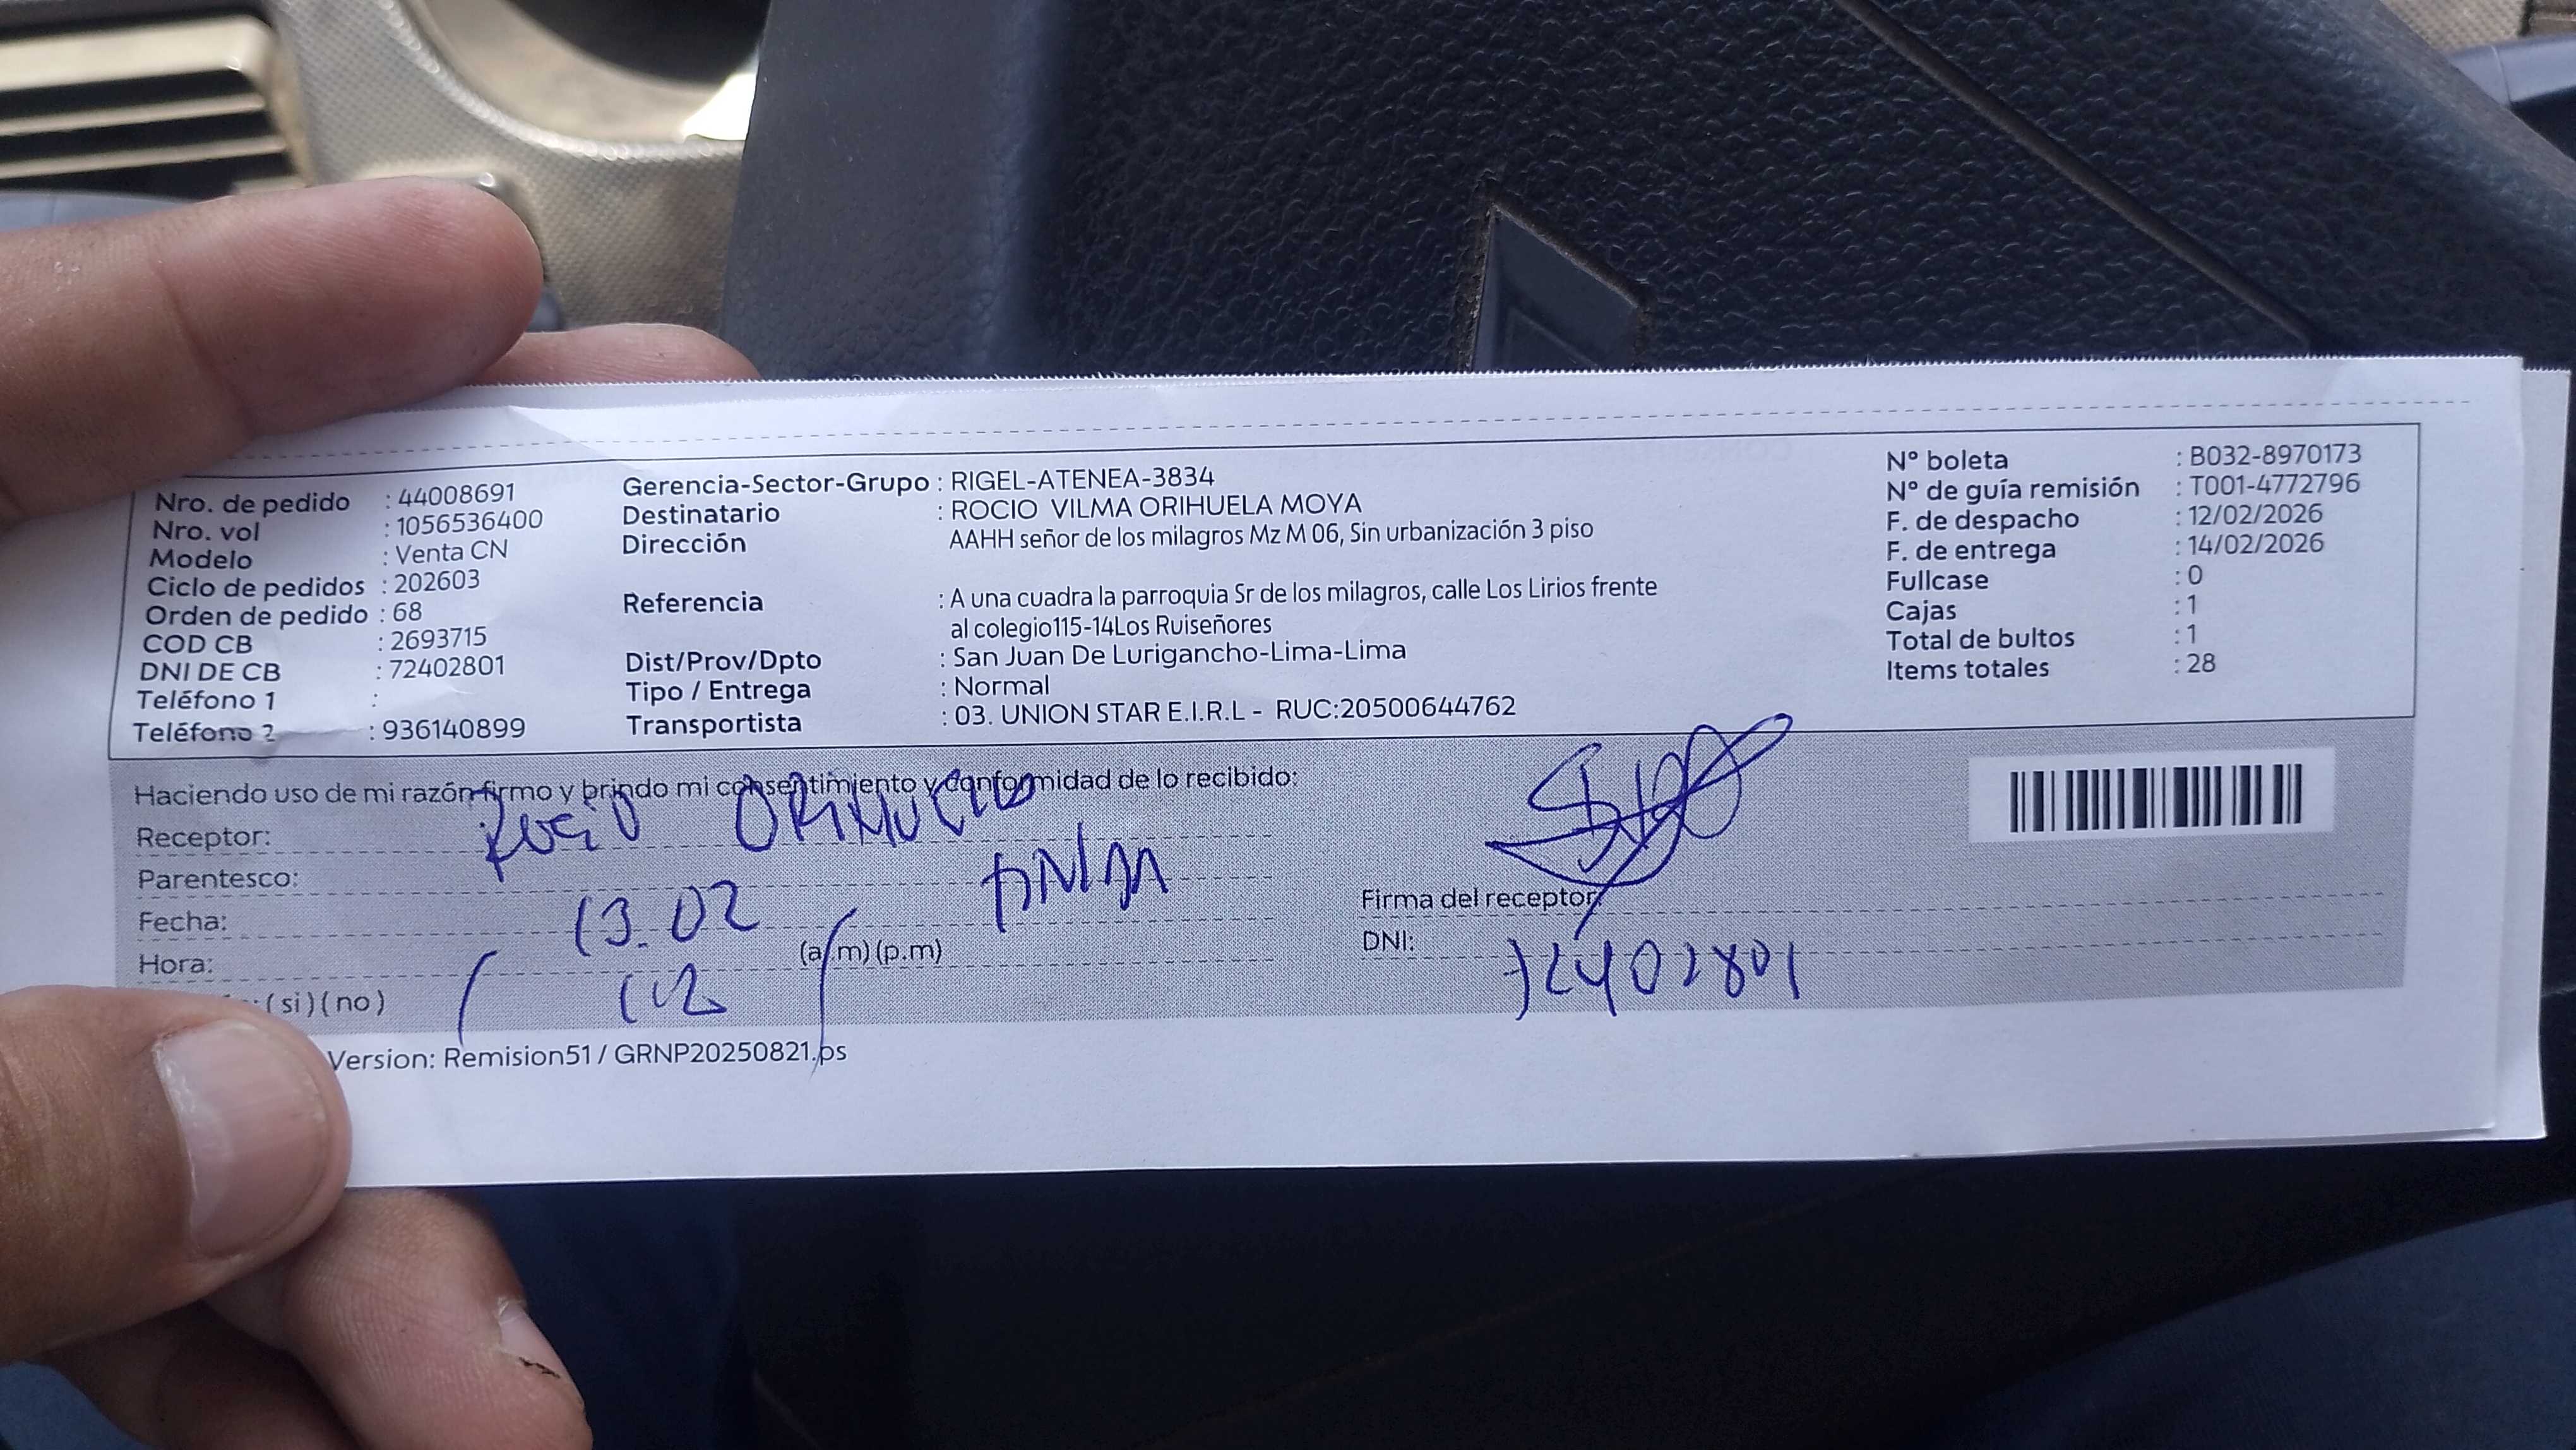 Nro. de pedido : 44008691
Nro. vol : 1056536400
Modelo : Venta CN
Ciclo de pedidos : 202603
Orden de pedido : 68
COD CB : 2693715
DNI DE CB : 72402801
Teléfono 1 :
Teléfono 2 : 936140899
Gerencia-Sector-Grupo : RIGEL-ATENEA-3834
Destinatario : ROCIO VILMA ORIHUELA MOYA
Dirección AAHH señor de los milagros Mz M 06, Sin urbanización 3 piso
Referencia : A una cuadra la parroquia Sr de los milagros, calle Los Lirios frente
al colegio115-14Los Ruiseñores
Dist/Prov/Dpto : San Juan De Lurigancho-Lima-Lima
Tipo / Entrega : Normal
Transportista : 03. UNION STAR E.I.R.L - RUC:20500644762
N° boleta : B032-8970173
N° de guía remisión : T001-4772796
F. de despacho : 12/02/2026
F. de entrega : 14/02/2026
Fullcase : 0
Cajas : 1
Total de bultos : 1
Items totales : 28
Haciendo uso de mi razón firmo y brindo mi consentimiento y conformidad de lo recibido:
Receptor: Rocio ORIHUELA
Parentesco:
Fecha: 13.02
Hora: (a.m) (p.m)
(si) (no)
Firma del receptor
DNI: 72402801
Version: Remision51 / GRNP20250821.ps